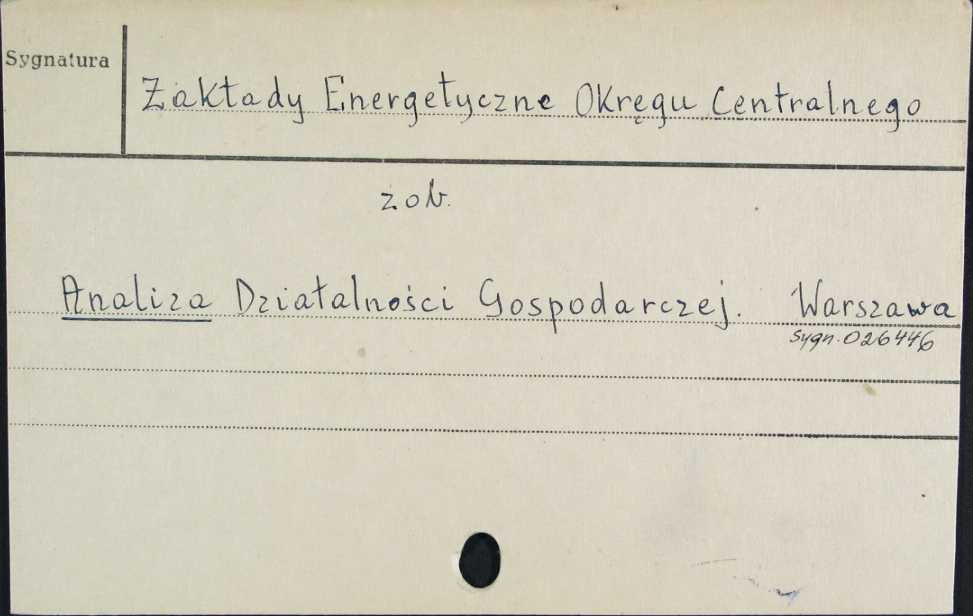 Sygnatura
Zakłady Energetyczne Okręgu Centralnego
zob.
Analiza Działalności Gospodarczej. Warszawa
Sygn. 026446